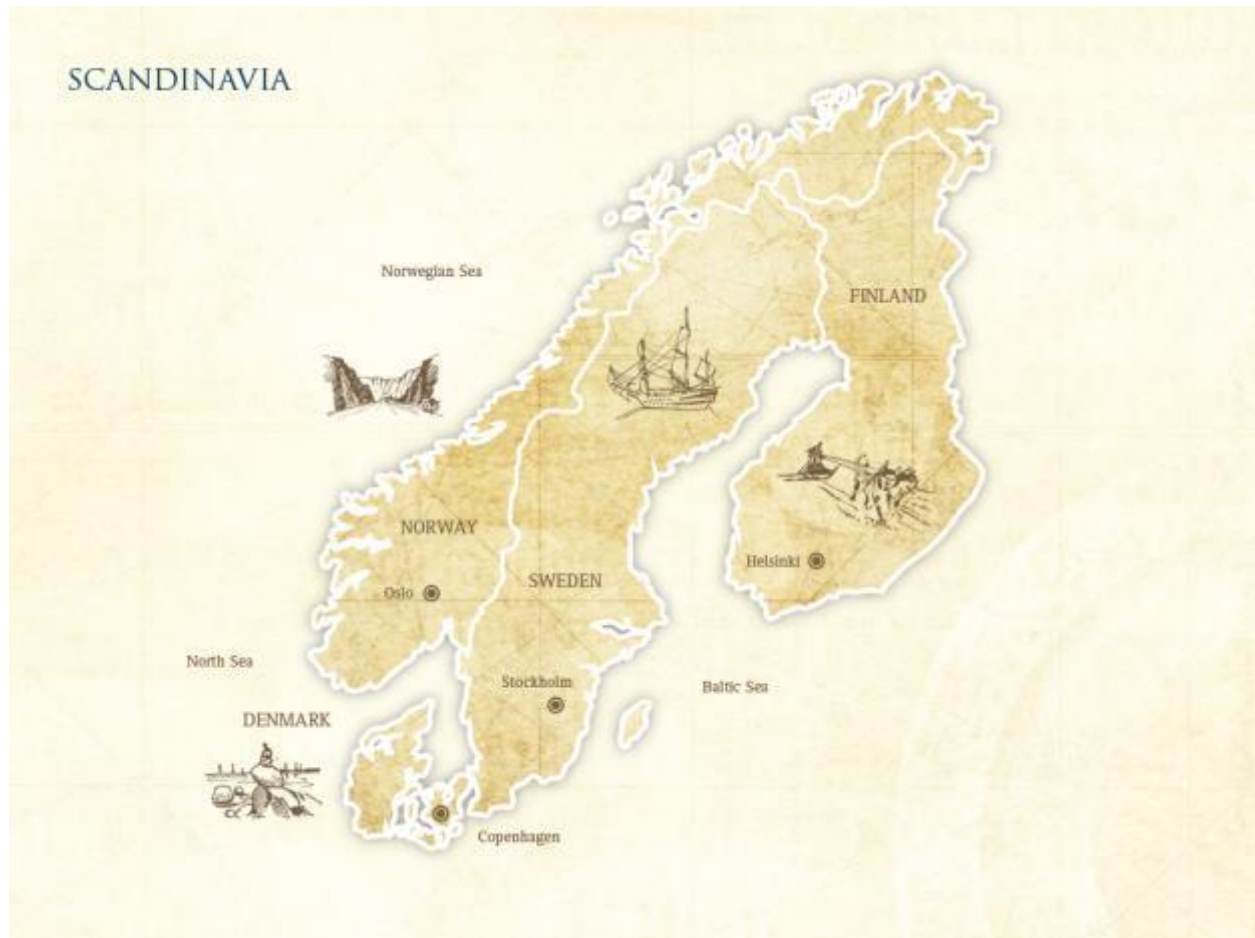 SCANDINAVIA
Norwegian Sea
FINLAND
NORWAY
Helsinki
SWEDEN
Oslo
North Sea
Stockholm
Baltic Sea
DENMARK
Copenhagen